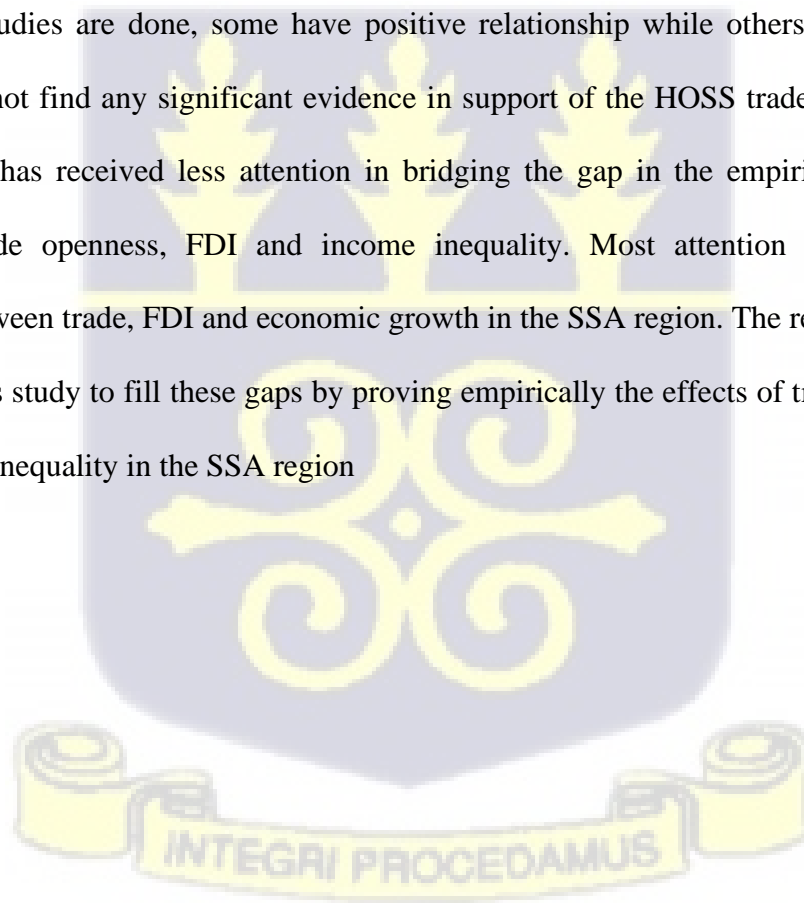 udies are done, some have positive relationship while others
not find any significant evidence in support of the HOSS trade
has received less attention in bridging the gap in the empiri
de openness, FDI and income inequality. Most attention
ween trade, FDI and economic growth in the SSA region. The re
s study to fill these gaps by proving empirically the effects of tr
inequality in the SSA region
INTEGRI PROCEDAMUS